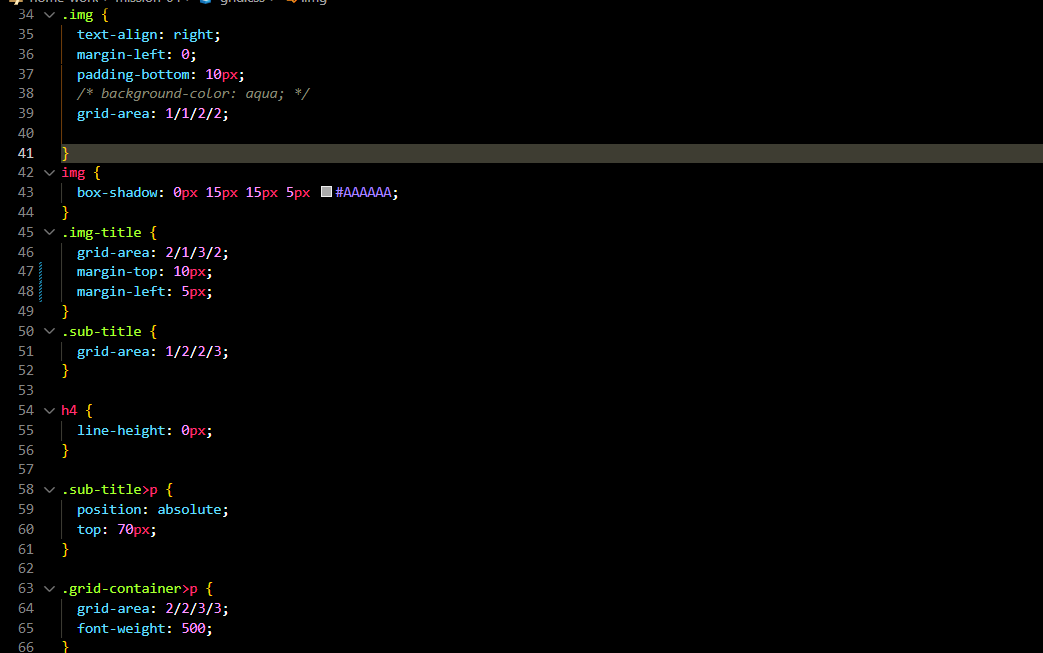 34 .img {
35 text-align: right;
36 margin-left: 0;
37 padding-bottom: 10px;
38 /* background-color: aqua; */
39 grid-area: 1/1/2/2;
40
41 }
42 img {
43 box-shadow: 0px 15px 15px 5px #AAAAAA;
44 }
45 .img-title {
46 grid-area: 2/1/3/2;
47 margin-top: 10px;
48 margin-left: 5px;
49 }
50 .sub-title {
51 grid-area: 1/2/2/3;
52 }
53
54 h4 {
55 line-height: 0px;
56 }
57
58 .sub-title>p {
59 position: absolute;
60 top: 70px;
61 }
62
63 .grid-container>p {
64 grid-area: 2/2/3/3;
65 font-weight: 500;
66 }